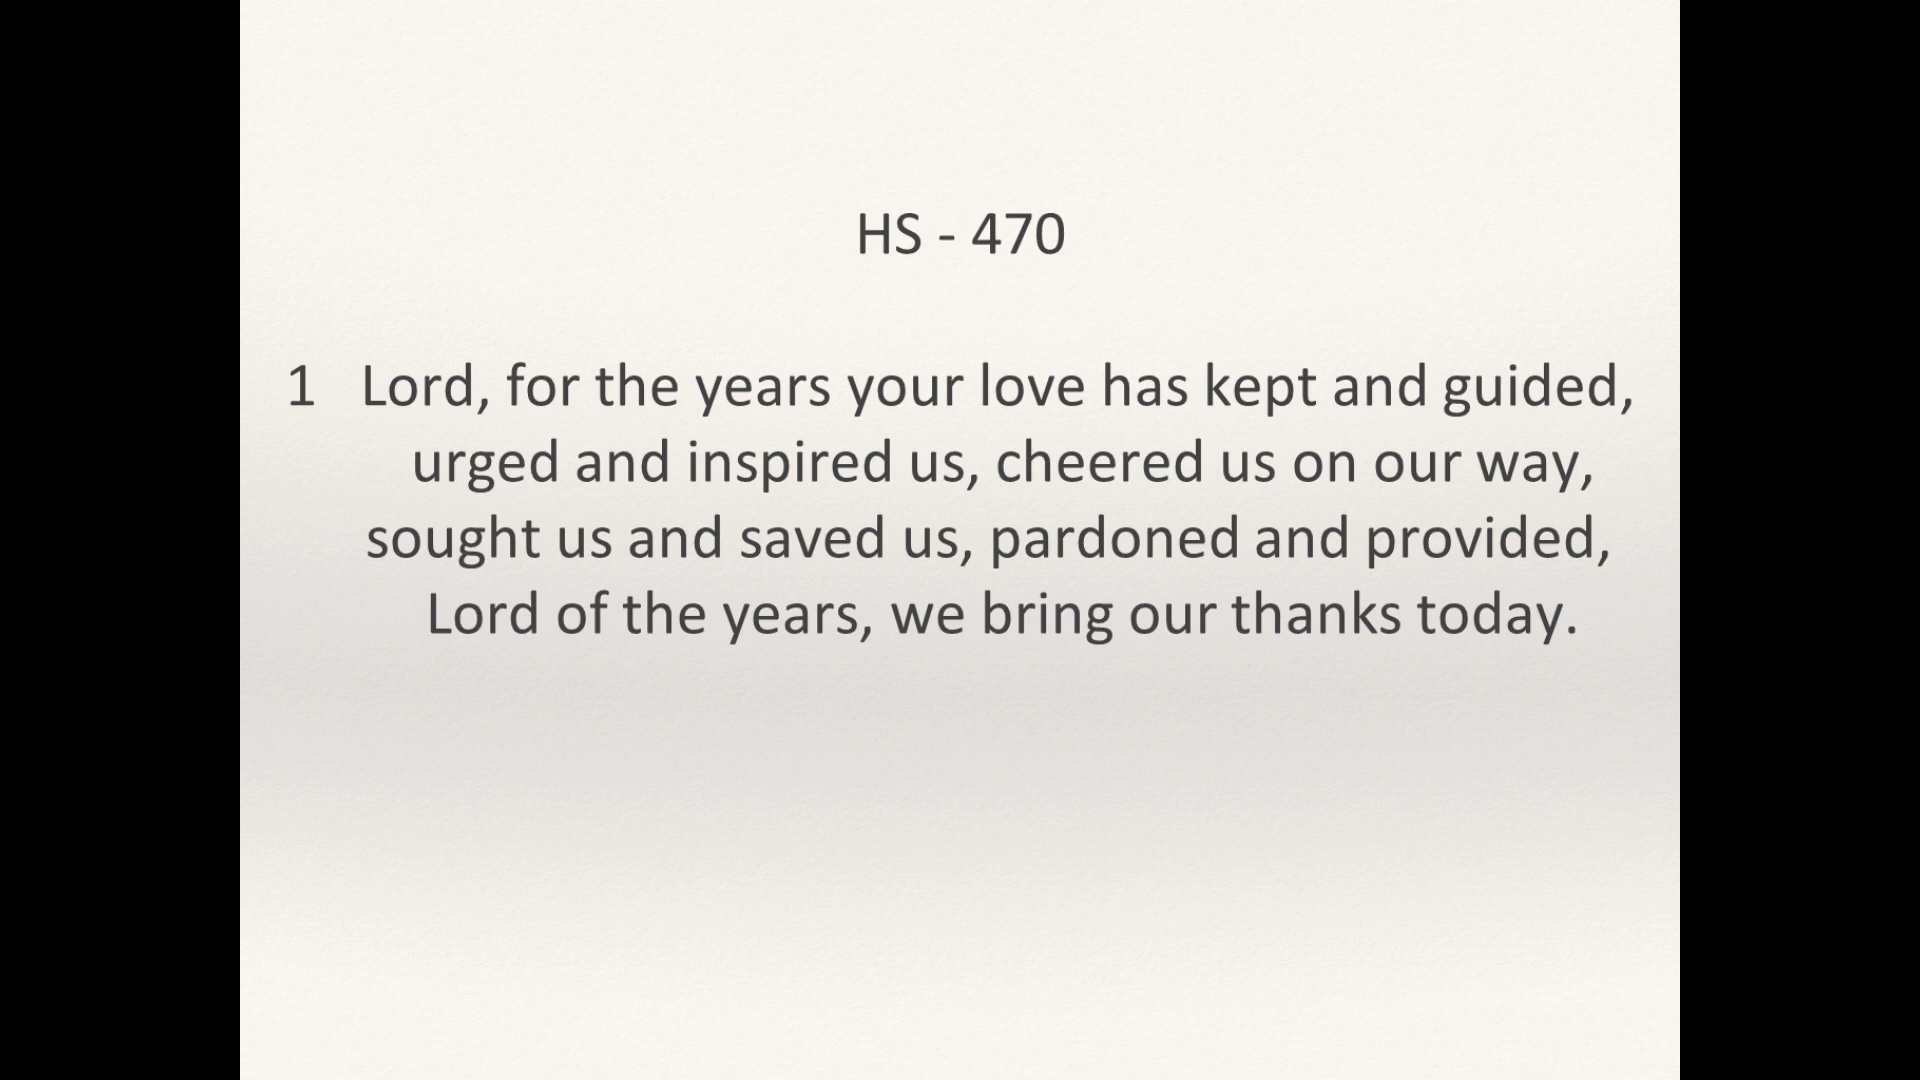 HS - 470
1 Lord, for the years your love has kept and guided,
urged and inspired us, cheered us on our way,
sought us and saved us, pardoned and provided,
Lord of the years, we bring our thanks today.